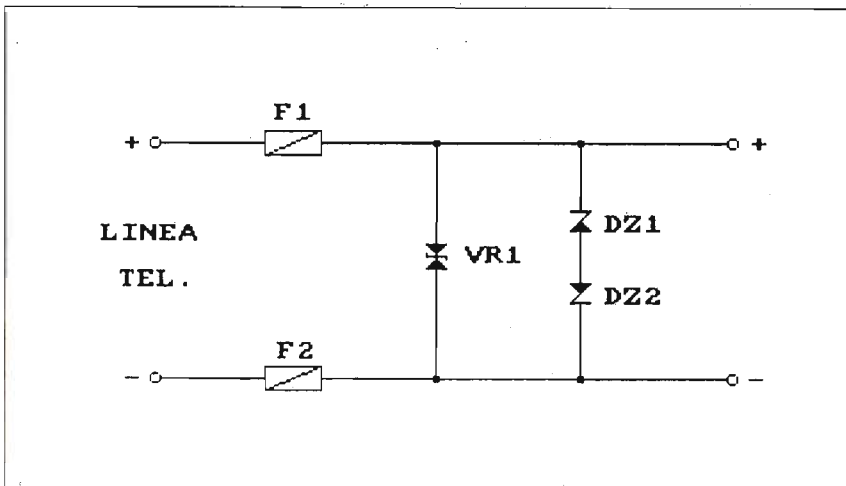 F1
+ +
LINEA
TEL.
VR1
DZ1
DZ2
F2
- -